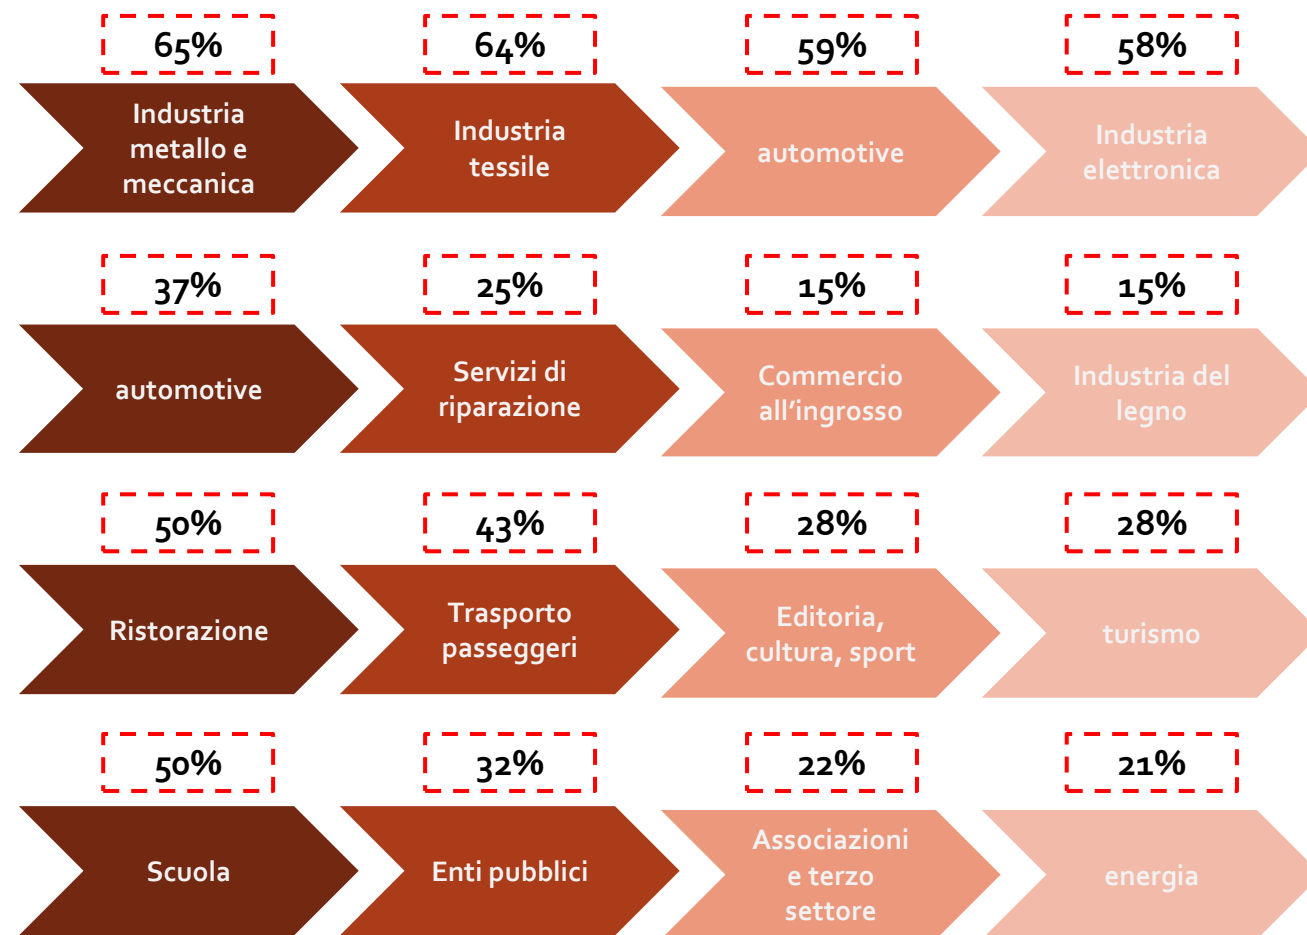 65%
64%
59%
58%
Industria
metallo e
meccanica
Industria
tessile
automotive
Industria
elettronica
37%
25%
15%
15%
automotive
Servizi di
riparazione
Commercio
all'ingrosso
Industria del
legno
50%
43%
28%
28%
Ristorazione
Trasporto
passeggeri
Editoria,
cultura, sport
turismo
50%
32%
22%
21%
Scuola
Enti pubblici
Associazioni
e terzo
settore
energia